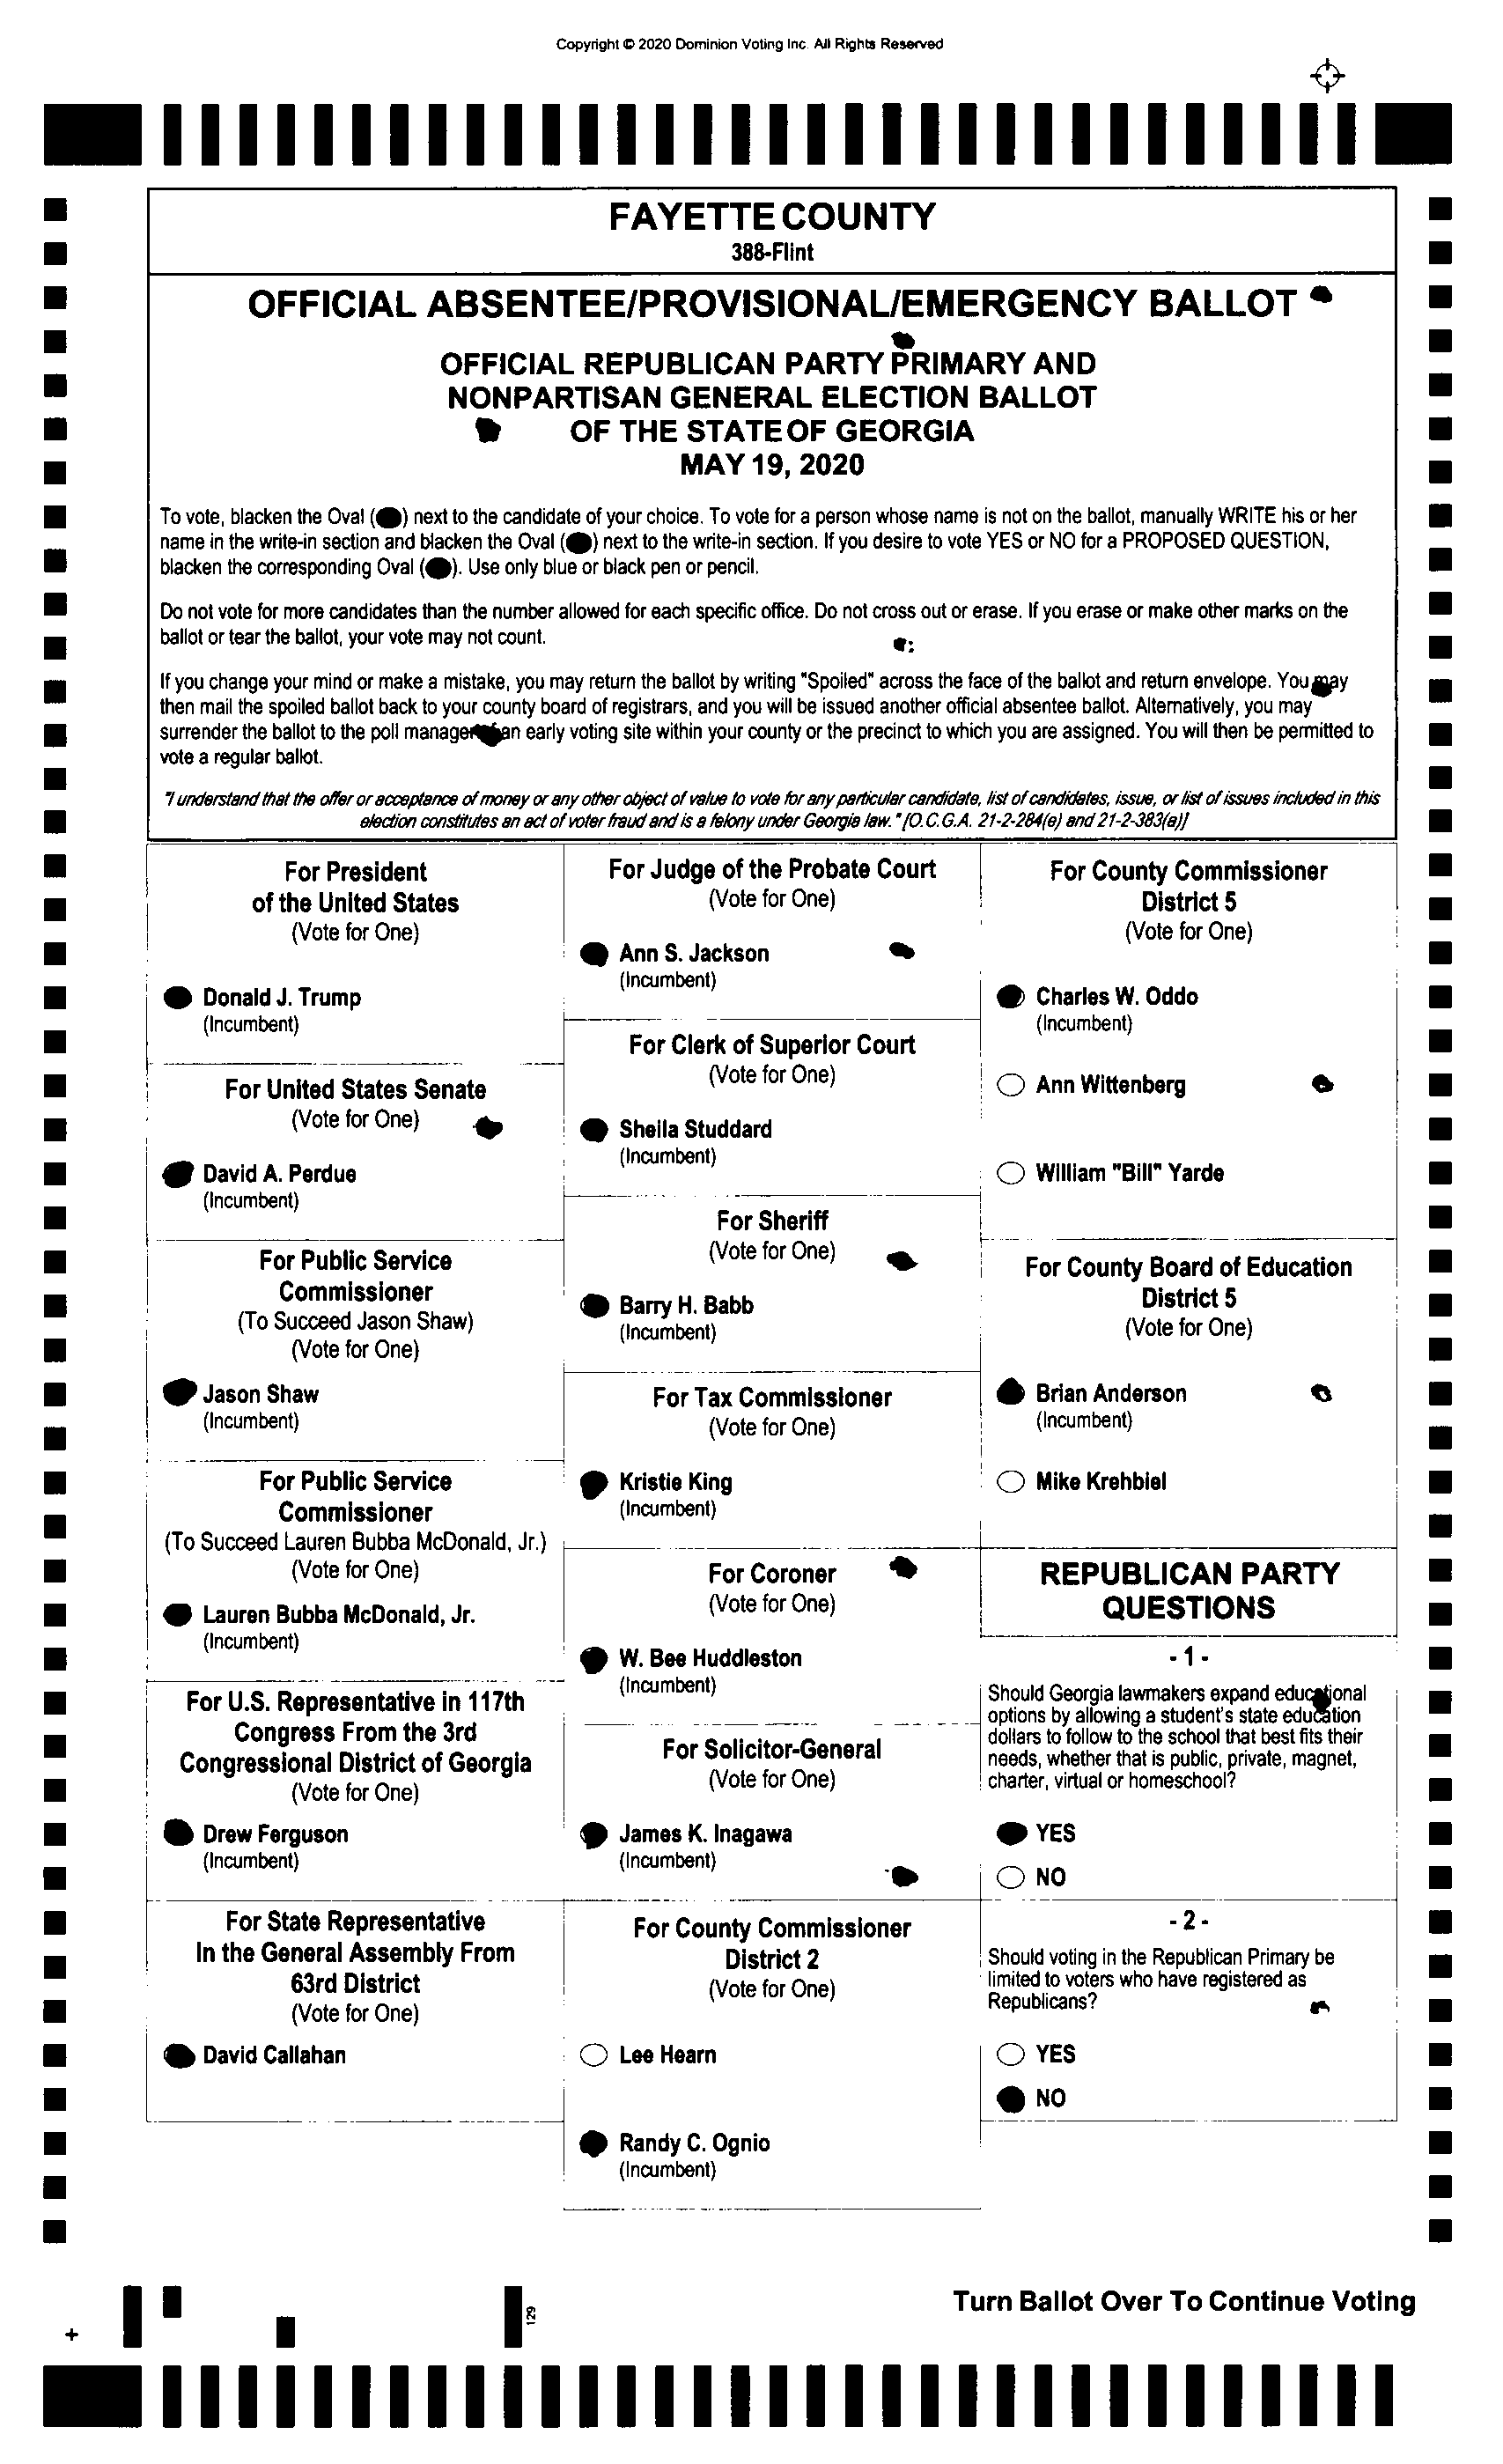 Copyright © 2020 Dominion Voting Inc. All Rights Reserved
FAYETTE COUNTY
388-Flint
OFFICIAL ABSENTEE/PROVISIONAL/EMERGENCY BALLOT
OFFICIAL REPUBLICAN PARTY PRIMARY AND
NONPARTISAN GENERAL ELECTION BALLOT
OF THE STATE OF GEORGIA
MAY 19, 2020
To vote, blacken the Oval ( ) next to the candidate of your choice. To vote for a person whose name is not on the ballot, manually WRITE his or her
name in the write-in section and blacken the Oval ( ) next to the write-in section. If you desire to vote YES or NO for a PROPOSED QUESTION,
blacken the corresponding Oval ( ). Use only blue or black pen or pencil.
Do not vote for more candidates than the number allowed for each specific office. Do not cross out or erase. If you erase or make other marks on the
ballot or tear the ballot, your vote may not count.
If you change your mind or make a mistake, you may return the ballot by writing "Spoiled" across the face of the ballot and return envelope. You may
then mail the spoiled ballot back to your county board of registrars, and you will be issued another official absentee ballot. Alternatively, you may
surrender the ballot to the poll manager an early voting site within your county or the precinct to which you are assigned. You will then be permitted to
vote a regular ballot.
"I understand that the offer or acceptance of money or any other object of value to vote for any particular candidate, list of candidates, issue, or list of issues included in this
election constitutes an act of voter fraud and is a felony under Georgia law." [O.C.G.A. 21-2-284(e) and 21-2-383(a)]
For President
of the United States
(Vote for One)
Donald J. Trump
(Incumbent)
For United States Senate
(Vote for One)
David A. Perdue
(Incumbent)
For Public Service
Commissioner
(To Succeed Jason Shaw)
(Vote for One)
Jason Shaw
(Incumbent)
For Public Service
Commissioner
(To Succeed Lauren Bubba McDonald, Jr.)
(Vote for One)
Lauren Bubba McDonald, Jr.
(Incumbent)
For U.S. Representative in 117th
Congress From the 3rd
Congressional District of Georgia
(Vote for One)
Drew Ferguson
(Incumbent)
For State Representative
In the General Assembly From
63rd District
(Vote for One)
David Callahan
For Judge of the Probate Court
(Vote for One)
Ann S. Jackson
(Incumbent)
For Clerk of Superior Court
(Vote for One)
Sheila Studdard
(Incumbent)
For Sheriff
(Vote for One)
Barry H. Babb
(Incumbent)
For Tax Commissioner
(Vote for One)
Kristie King
(Incumbent)
For Coroner
(Vote for One)
W. Bee Huddleston
(Incumbent)
For Solicitor-General
(Vote for One)
James K. Inagawa
(Incumbent)
For County Commissioner
District 2
(Vote for One)
Lee Hearn
Randy C. Ognio
(Incumbent)
For County Commissioner
District 5
(Vote for One)
Charles W. Oddo
(Incumbent)
Ann Wittenberg
William "Bill" Yarde
For County Board of Education
District 5
(Vote for One)
Brian Anderson
(Incumbent)
Mike Krehbiel
REPUBLICAN PARTY
QUESTIONS
- 1 -
Should Georgia lawmakers expand educational
options by allowing a student's state education
dollars to follow to the school that best fits their
needs, whether that is public, private, magnet,
charter, virtual or homeschool?
YES
NO
- 2 -
Should voting in the Republican Primary be
limited to voters who have registered as
Republicans?
YES
NO
Turn Ballot Over To Continue Voting
129